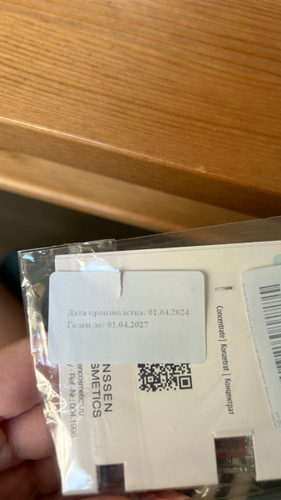 Дата производства: 01.04.2024
Годен до: 01.04.2027
Concentrate | Konzentrat | Концентрат
NSSEN
SMETICS